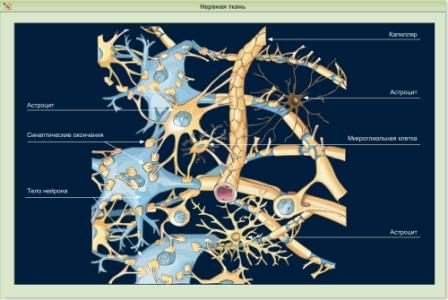 Нервная ткань
Капилляр
Астроцит
Астроцит
Синаптические окончания
Микроглиальная клетка
Тело нейрона
Астроцит